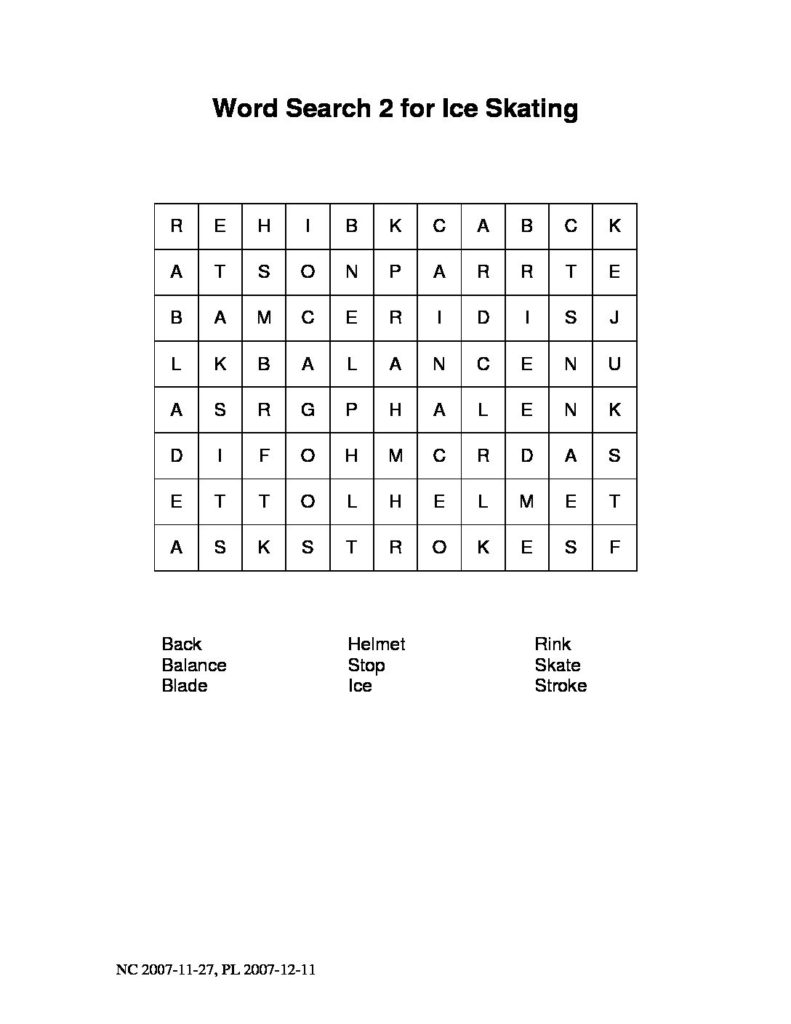 Word Search 2 for Ice Skating
R E H I B K C A B C K
A T S O N P A R R T E
B A M C E R I D I S J
L K B A L A N C E N U
A S R G P H A L E N K
D I F O H M C R D A S
E T T O L H E L M E T
A S K S T R O K E S F
Back Helmet Rink
Balance Stop Skate
Blade Ice Stroke
NC 2007-11-27, PL 2007-12-11